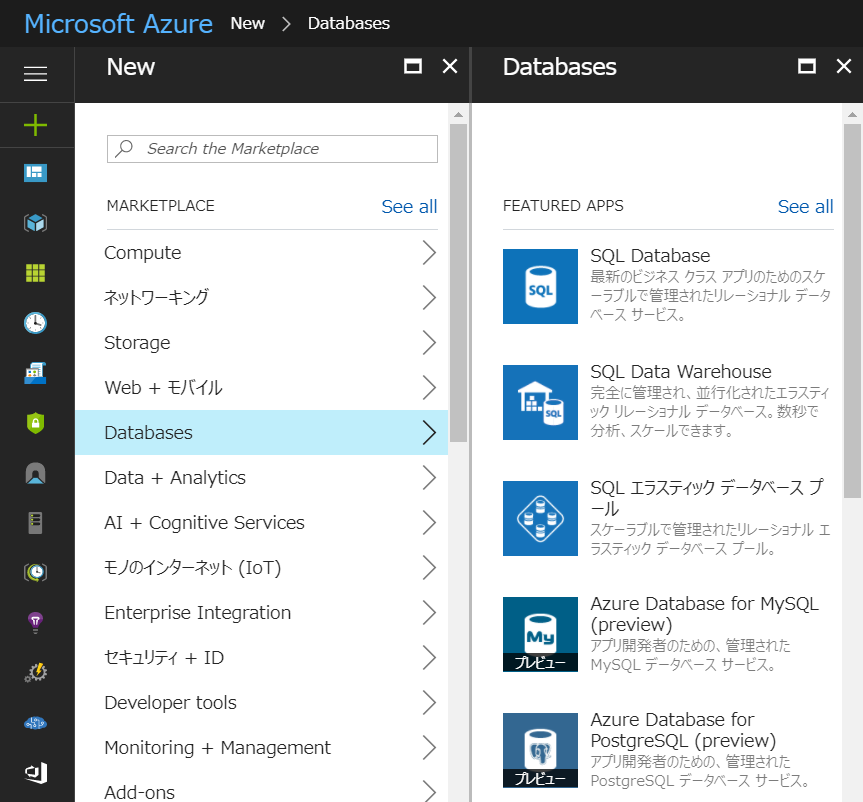 Microsoft Azure New > Databases
New
Search the Marketplace
MARKETPLACE See all
Compute
ネットワーキング
Storage
Web + モバイル
Databases
Data + Analytics
AI + Cognitive Services
モノのインターネット (IoT)
Enterprise Integration
セキュリティ + ID
Developer tools
Monitoring + Management
Add-ons
Databases
FEATURED APPS See all
SQL
SQL Database
最新のビジネス クラス アプリのためのスケ
ーラブルで管理されたリレーショナル データ
ベース サービス。
SQL
SQL Data Warehouse
完全に管理され、並行化されたエラスティ
ック リレーショナル データベース。数秒で
分析、スケールできます。
SQL エラスティック データベース プ
ール
スケーラブルで管理されたリレーショナル エ
ラスティック データベース プール。
My
プレビュー
Azure Database for MySQL
(preview)
アプリ開発者のための、管理された
MySQL データベース サービス。
プレビュー
Azure Database for
PostgreSQL (preview)
アプリ開発者のための、管理された
PostgreSQL データベース サービス。